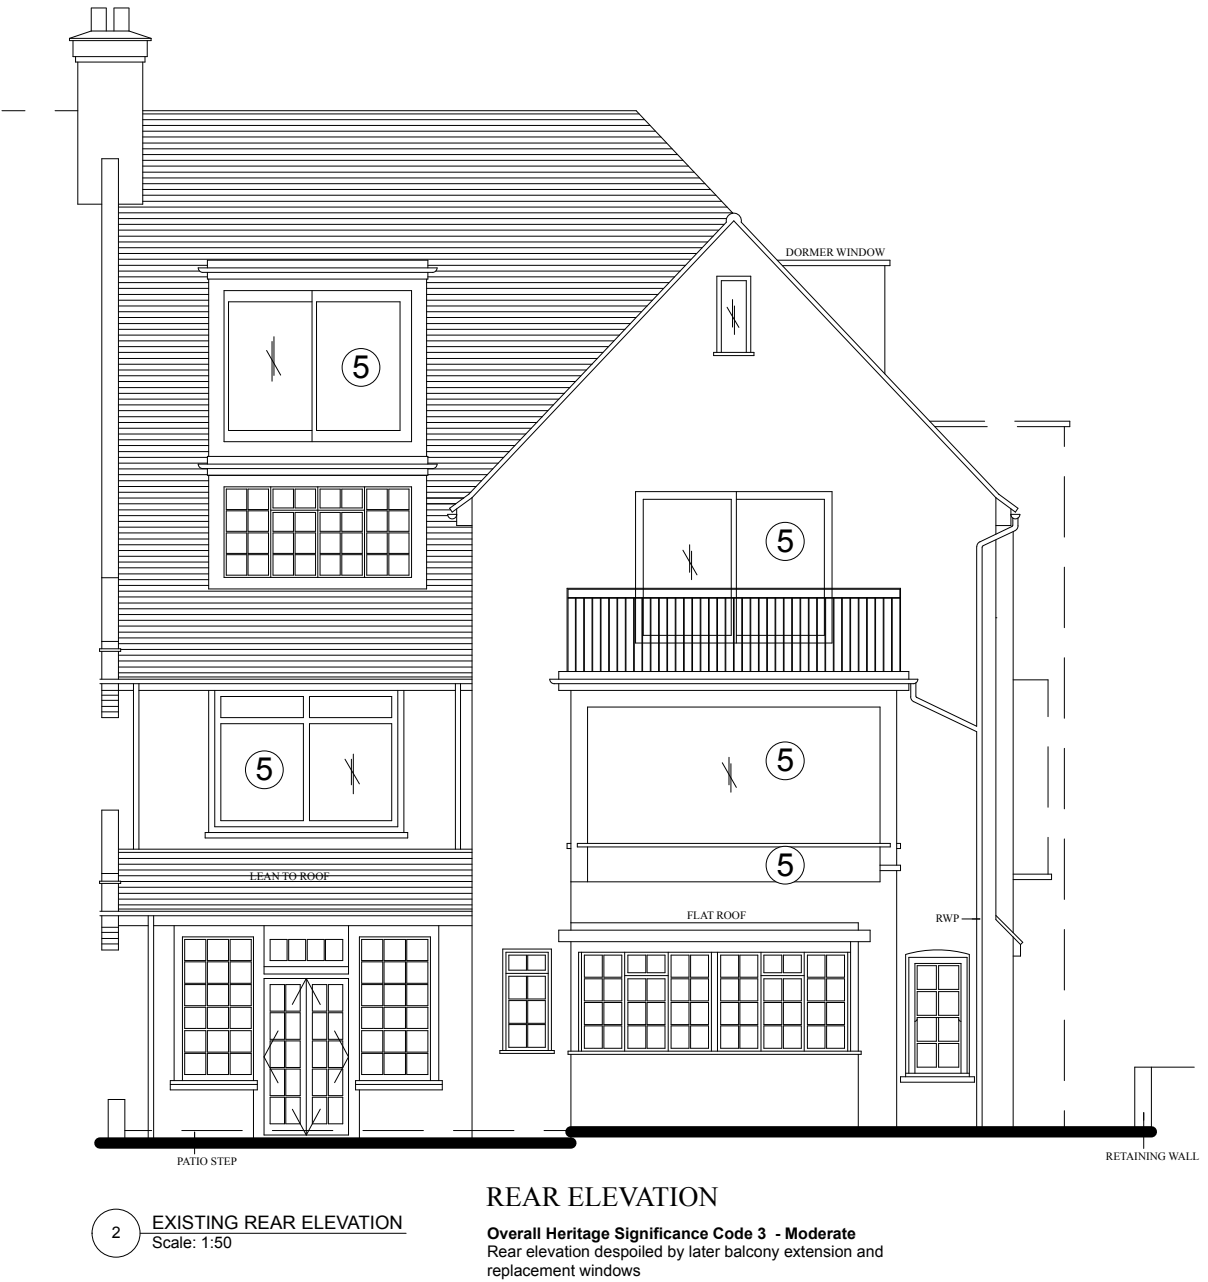 DORMER WINDOW
5
5
5
5
5
LEAN TO ROOF
FLAT ROOF
RWP
PATIO STEP
RETAINING WALL
REAR ELEVATION
2
EXISTING REAR ELEVATION
Scale: 1:50
Overall Heritage Significance Code 3 - Moderate
Rear elevation despoiled by later balcony extension and
replacement windows